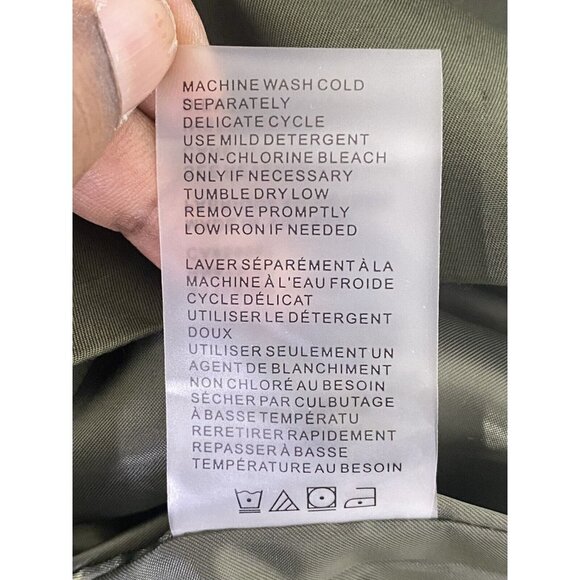 MACHINE WASH COLD
SEPARATELY
DELICATE CYCLE
USE MILD DETERGENT
NON-CHLORINE BLEACH
ONLY IF NECESSARY
TUMBLE DRY LOW
REMOVE PROMPTLY
LOW IRON IF NEEDED
LAVER SÉPARÉMENT À LA
MACHINE À L'EAU FROIDE
CYCLE DÉLICAT
UTILISER LE DÉTERGENT
DOUX
UTILISER SEULEMENT UN
AGENT DE BLANCHIMENT
NON CHLORÉ AU BESOIN
SÈCHER PAR CULBUTAGE
À BASSE TEMPÉRATU
RERETIRER RAPIDEMENT
REPASSER À BASSE
TEMPÉRATURE AU BESOIN